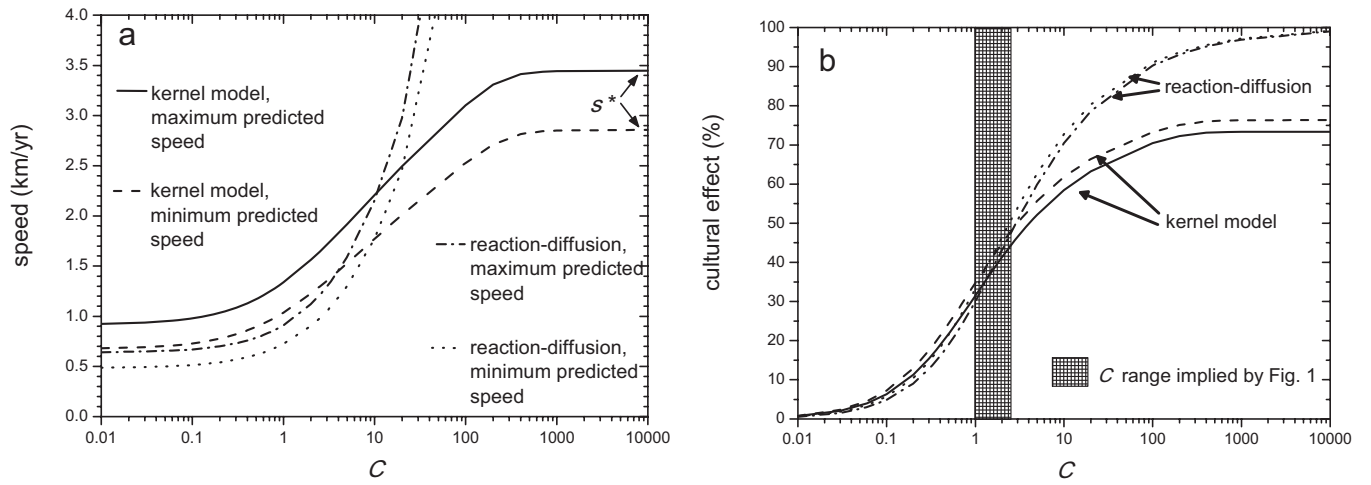 a
kernel model,
maximum predicted
speed
kernel model,
minimum predicted
speed
s*
reaction-diffusion,
maximum predicted
speed
reaction-diffusion,
minimum predicted
speed
speed (km/yr)
4.0
3.5
3.0
2.5
2.0
1.5
1.0
0.5
0.0
0.01 0.1 1 10 100 1000 10000
C
b
reaction-diffusion
kernel model
C range implied by Fig. 1
cultural effect (%)
100
90
80
70
60
50
40
30
20
10
0
0.01 0.1 1 10 100 1000 10000
C